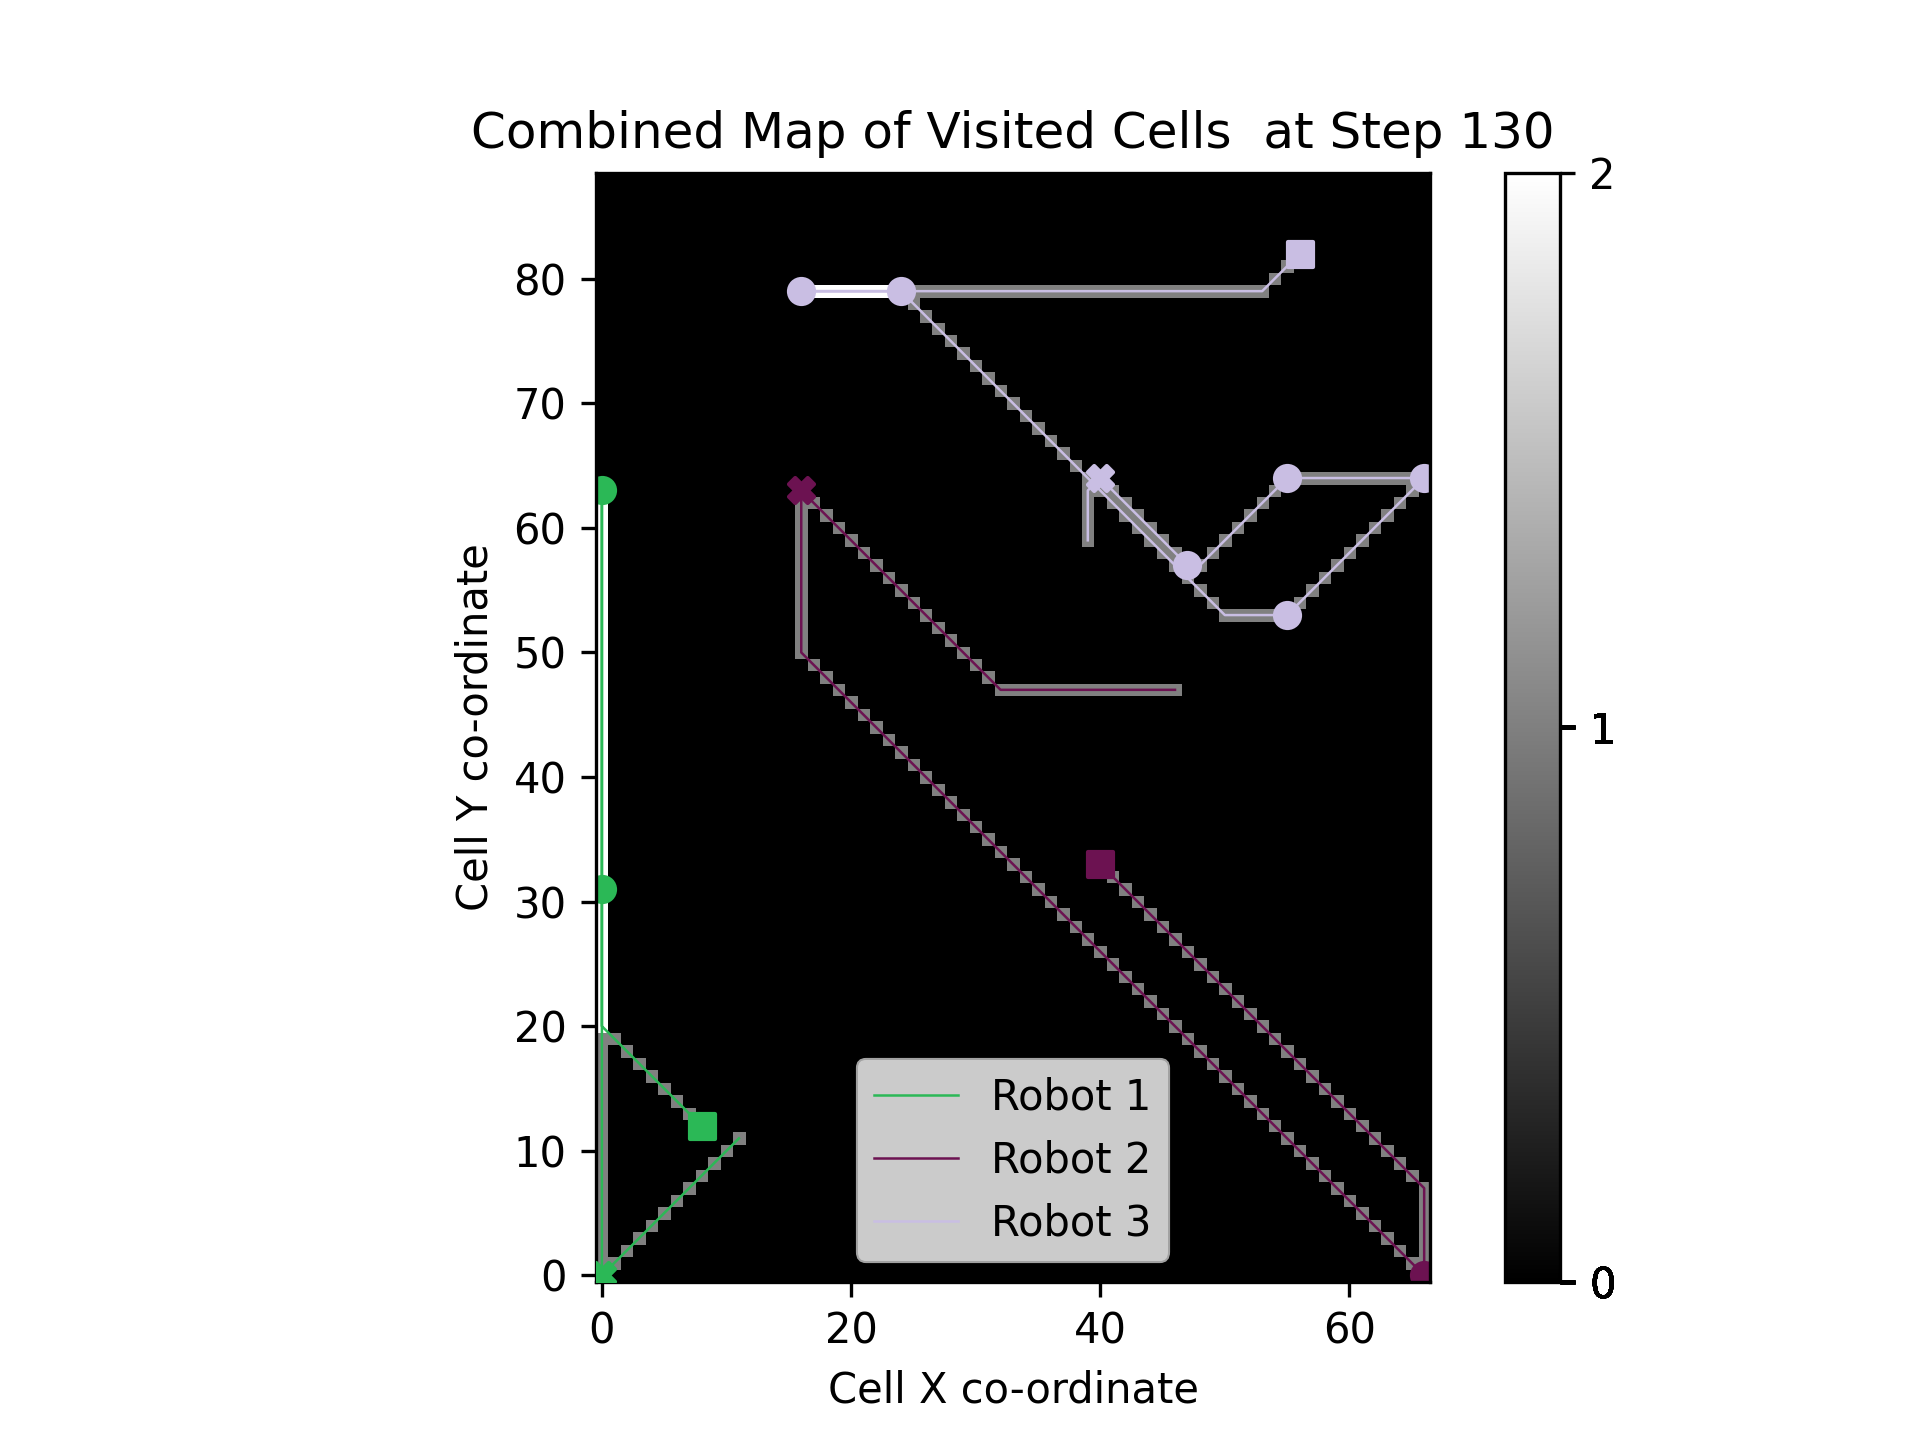 Combined Map of Visited Cells  at Step 130
Cell Y co-ordinate
80
70
60
50
40
30
20
10
0
0 20 40 60
Cell X co-ordinate
Robot 1
Robot 2
Robot 3
2
1
0